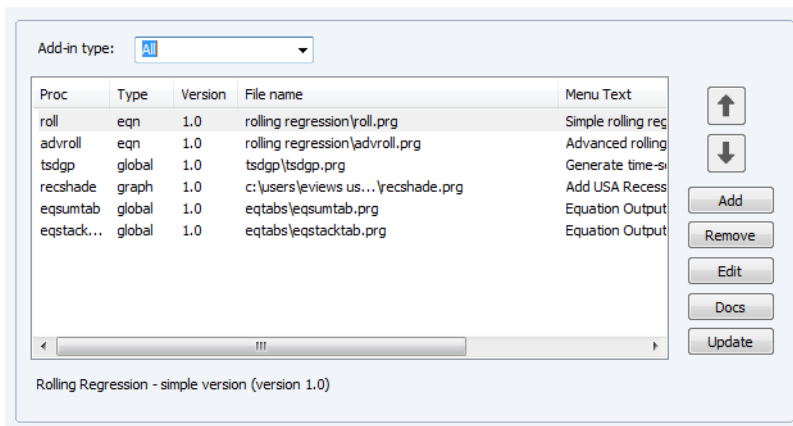 Add-in type: All
Proc Type Version File name Menu Text
roll eqn 1.0 rolling regression\roll.prg Simple rolling reg
advroll eqn 1.0 rolling regression\advroll.prg Advanced rolling
tsdgp global 1.0 tsdgp\tsdgp.prg Generate time-se
recshade graph 1.0 c:\users\eviews us...\recshade.prg Add USA Recess
eqsumtab global 1.0 eqtabs\eqsumtab.prg Equation Output
eqstack... global 1.0 eqtabs\eqstacktab.prg Equation Output
Add
Remove
Edit
Docs
Update
Rolling Regression - simple version (version 1.0)